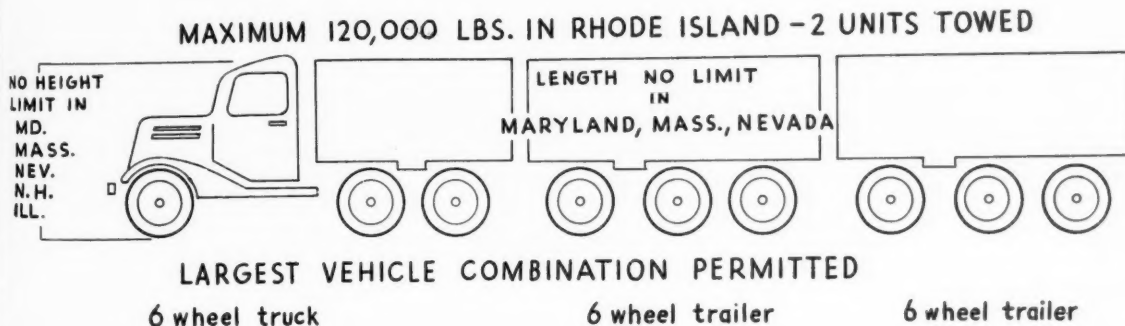 MAXIMUM 120,000 LBS. IN RHODE ISLAND - 2 UNITS TOWED
NO HEIGHT
LIMIT IN
MD.
MASS.
NEV.
N.H.
ILL.
LENGTH NO LIMIT
IN
MARYLAND, MASS., NEVADA
LARGEST VEHICLE COMBINATION PERMITTED
6 wheel truck 6 wheel trailer 6 wheel trailer